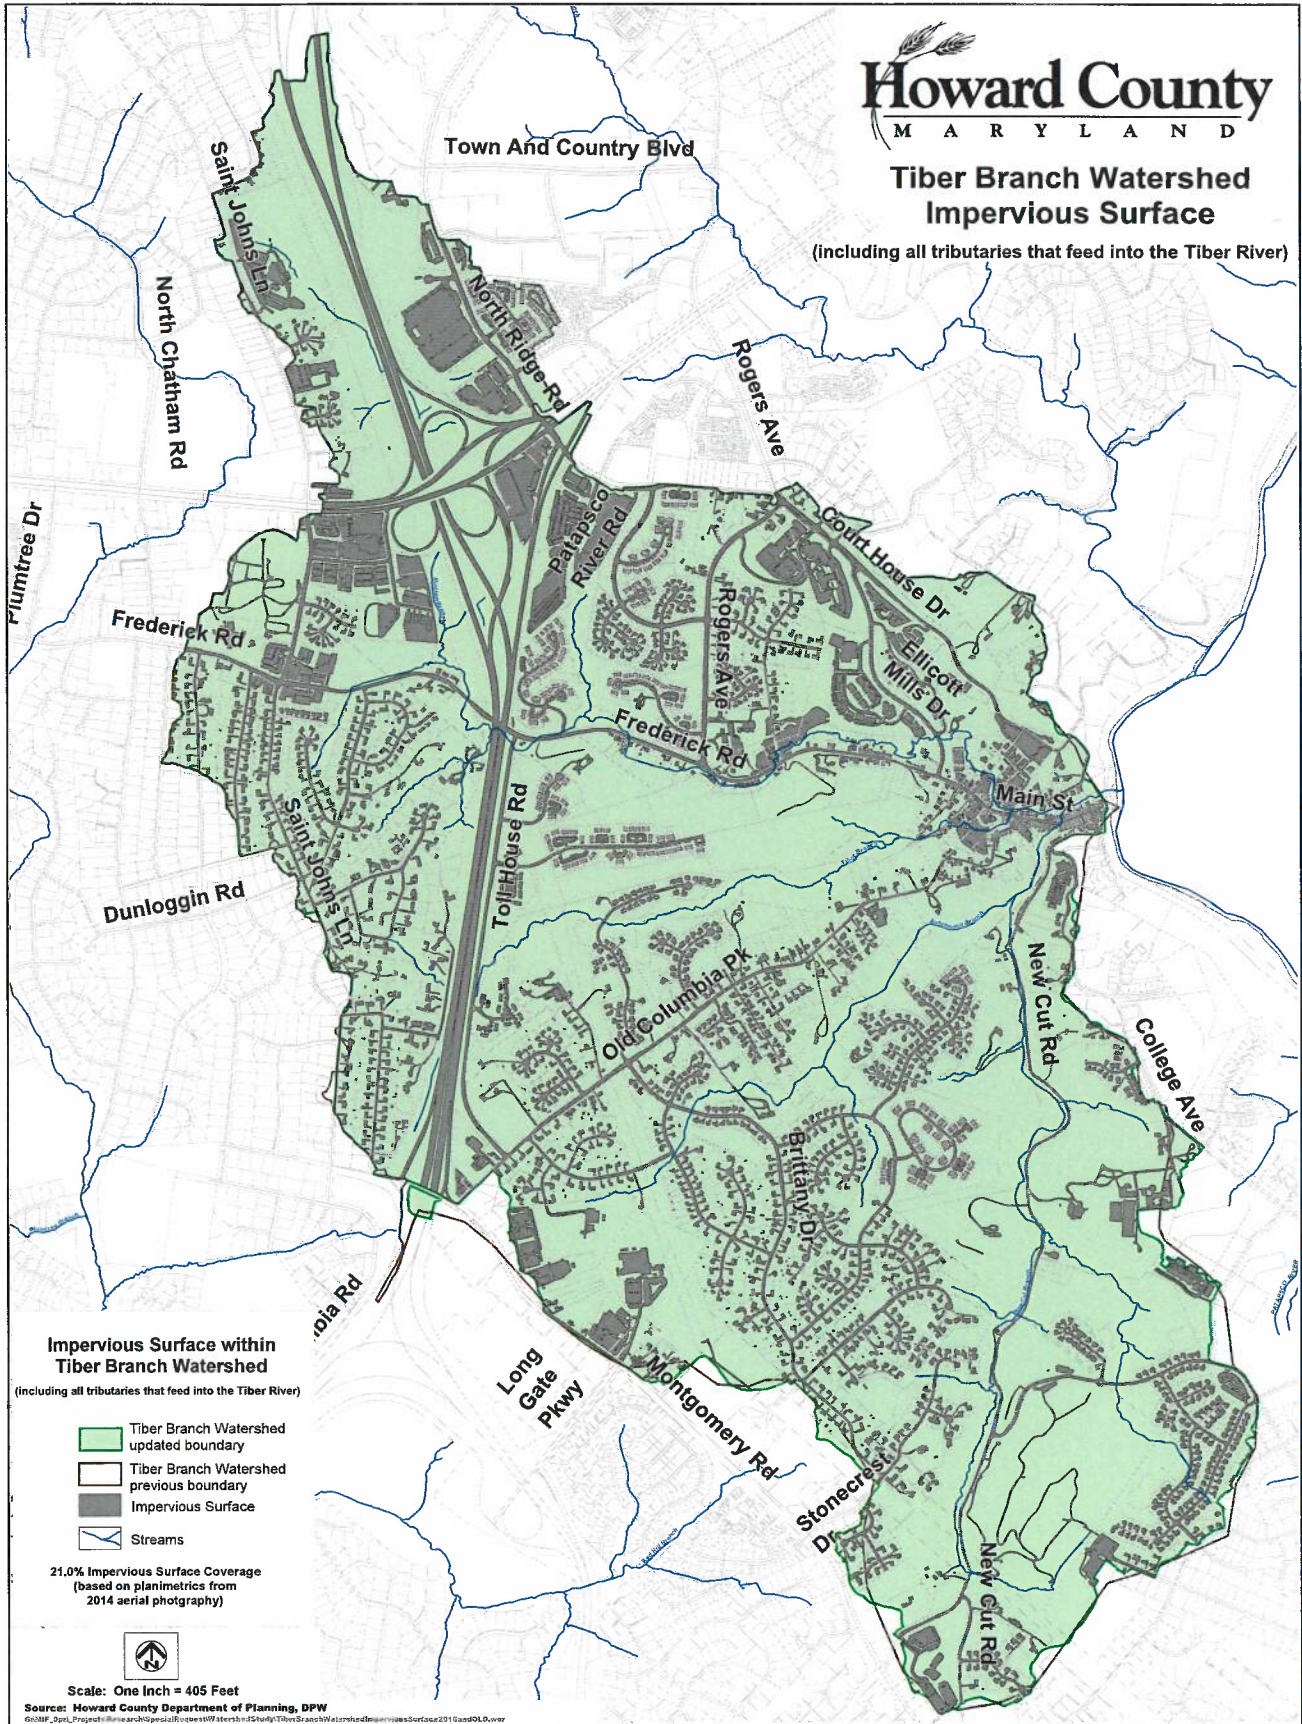 Howard County
MARYLAND
Tiber Branch Watershed
Impervious Surface
(including all tributaries that feed into the Tiber River)
Town And Country Blvd
Saint Johns Ln
North Chatham Rd
North Ridge Rd
Rogers Ave
Plumtree Dr
Patapsco
River Rd
Court House Dr
Frederick Rd
Rogers Ave
Ellicott
Mills Dr
Frederick Rd
Main St
Saint Johns Ln
Toll House Rd
Dunloggin Rd
Old Columbia Pk
New Cut Rd
College Ave
Brittany Dr
PATAPSCO RIVER
bia Rd
Long
Gate
Pkwy
Montgomery Rd
Stonecrest
Dr
New Cut Rd
Impervious Surface within
Tiber Branch Watershed
(including all tributaries that feed into the Tiber River)
Tiber Branch Watershed
updated boundary
Tiber Branch Watershed
previous boundary
Impervious Surface
Streams
21.0% Impervious Surface Coverage
(based on planimetrics from
2014 aerial photgraphy)
N
Scale: One Inch = 405 Feet
Source: Howard County Department of Planning, DPW